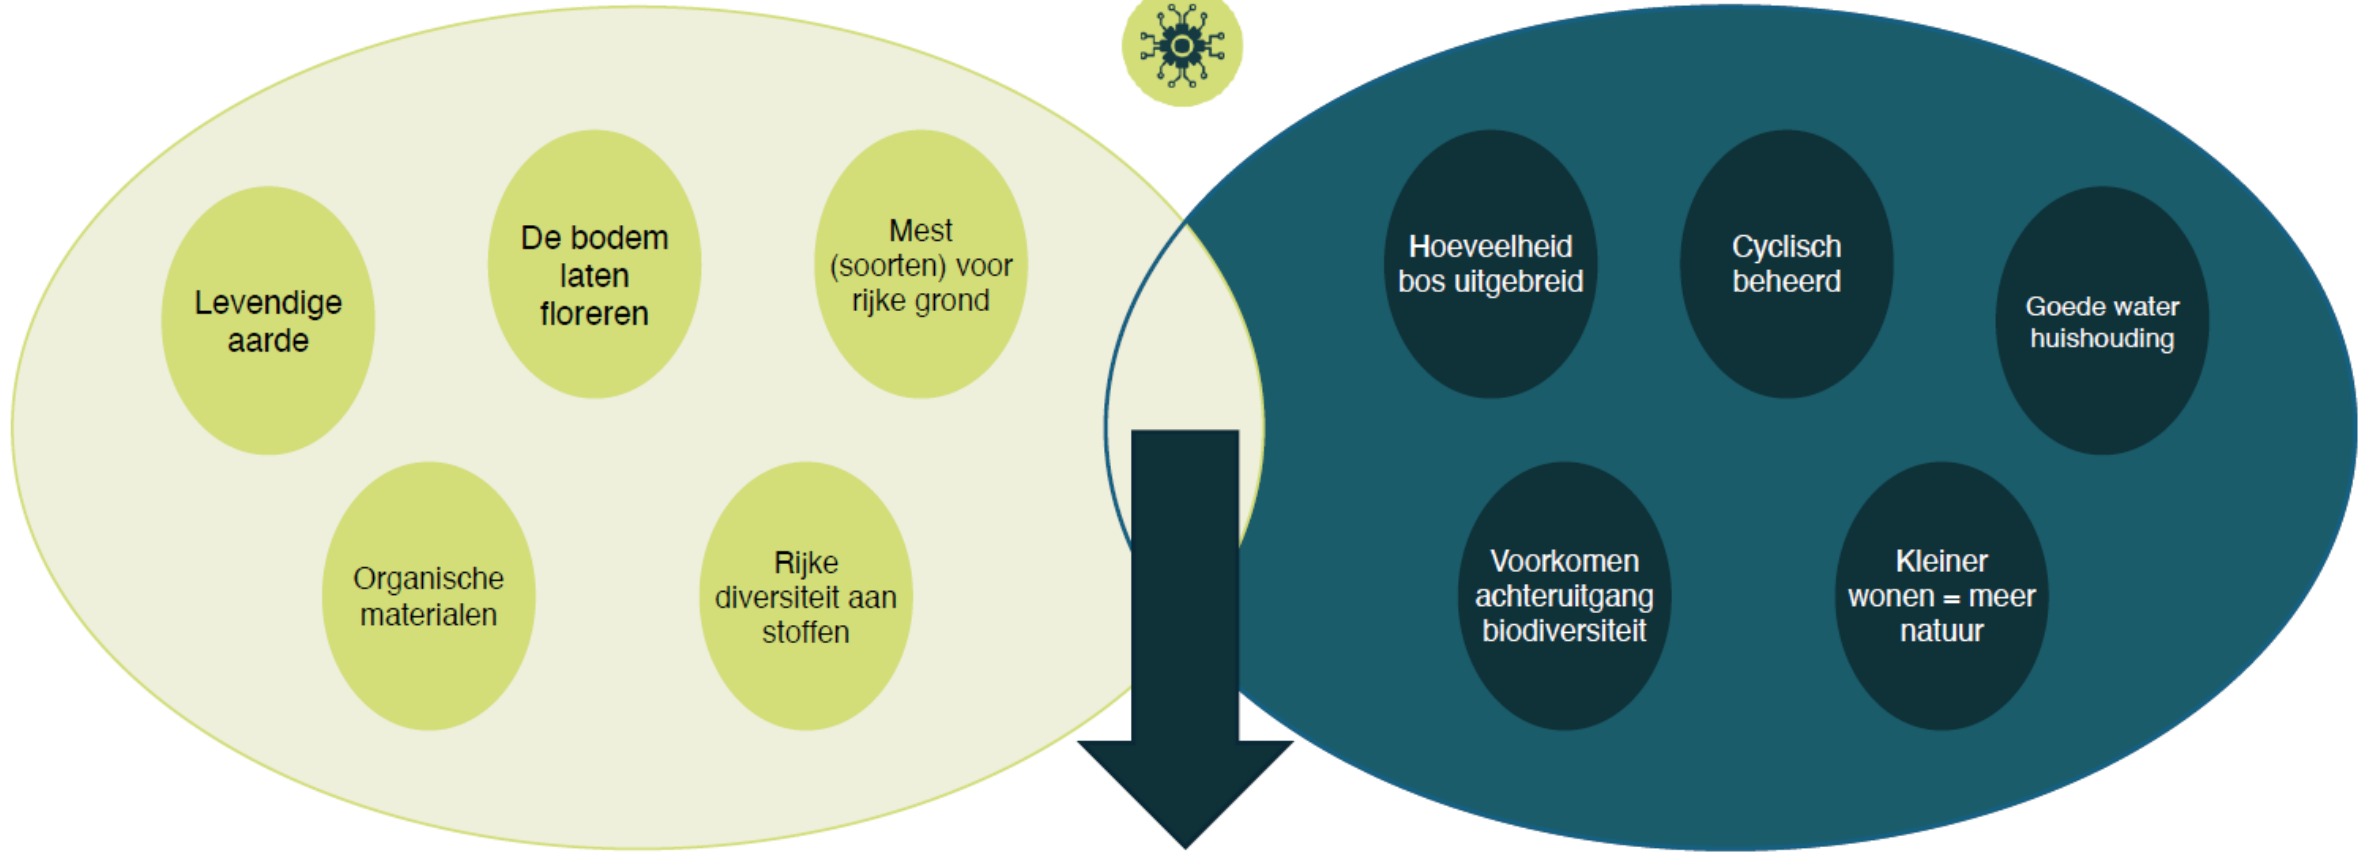 Levendige
aarde
De bodem
laten
floreren
Mest
(soorten) voor
rijke grond
Organische
materialen
Rijke
diversiteit aan
stoffen
Hoeveelheid
bos uitgebreid
Cyclisch
beheerd
Goede water
huishouding
Voorkomen
achteruitgang
biodiversiteit
Kleiner
wonen = meer
natuur